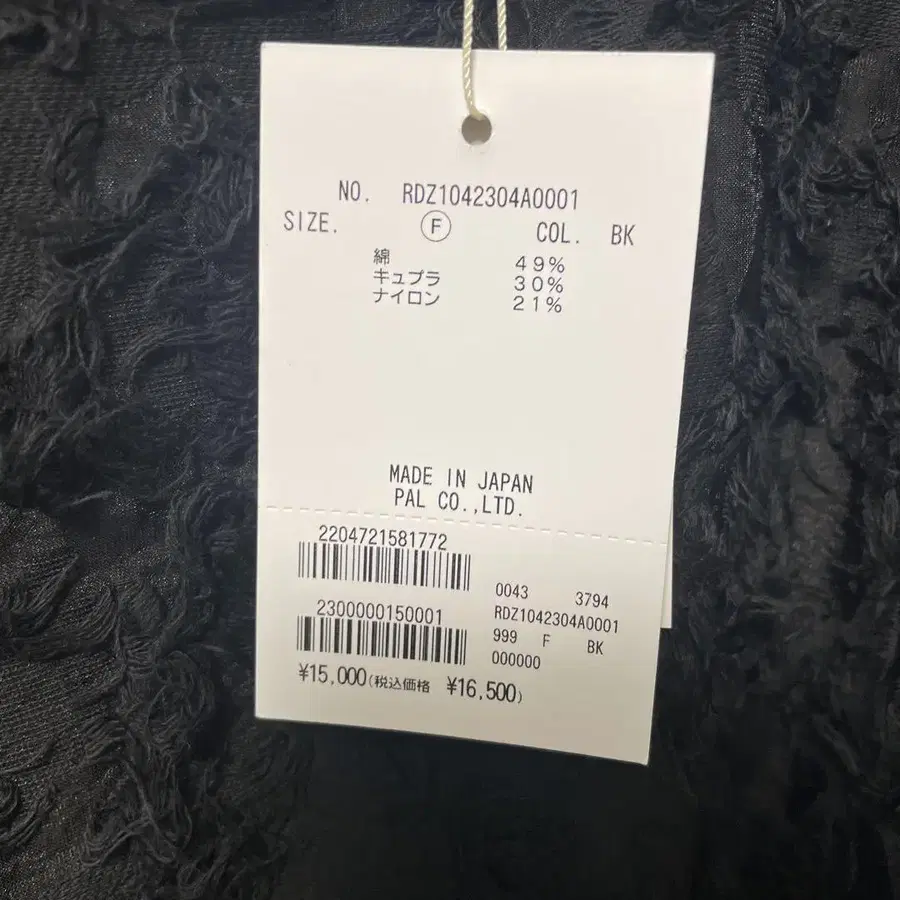 NO. RDZ1042304A0001
SIZE. F COL. BK
綿 49%
キュプラ 30%
ナイロン 21%
MADE IN JAPAN
PAL CO.,LTD.
2204721581772
0043 3794
2300000150001
RDZ1042304A0001
999 F BK
000000
¥15,000(税込価格 ¥16,500)